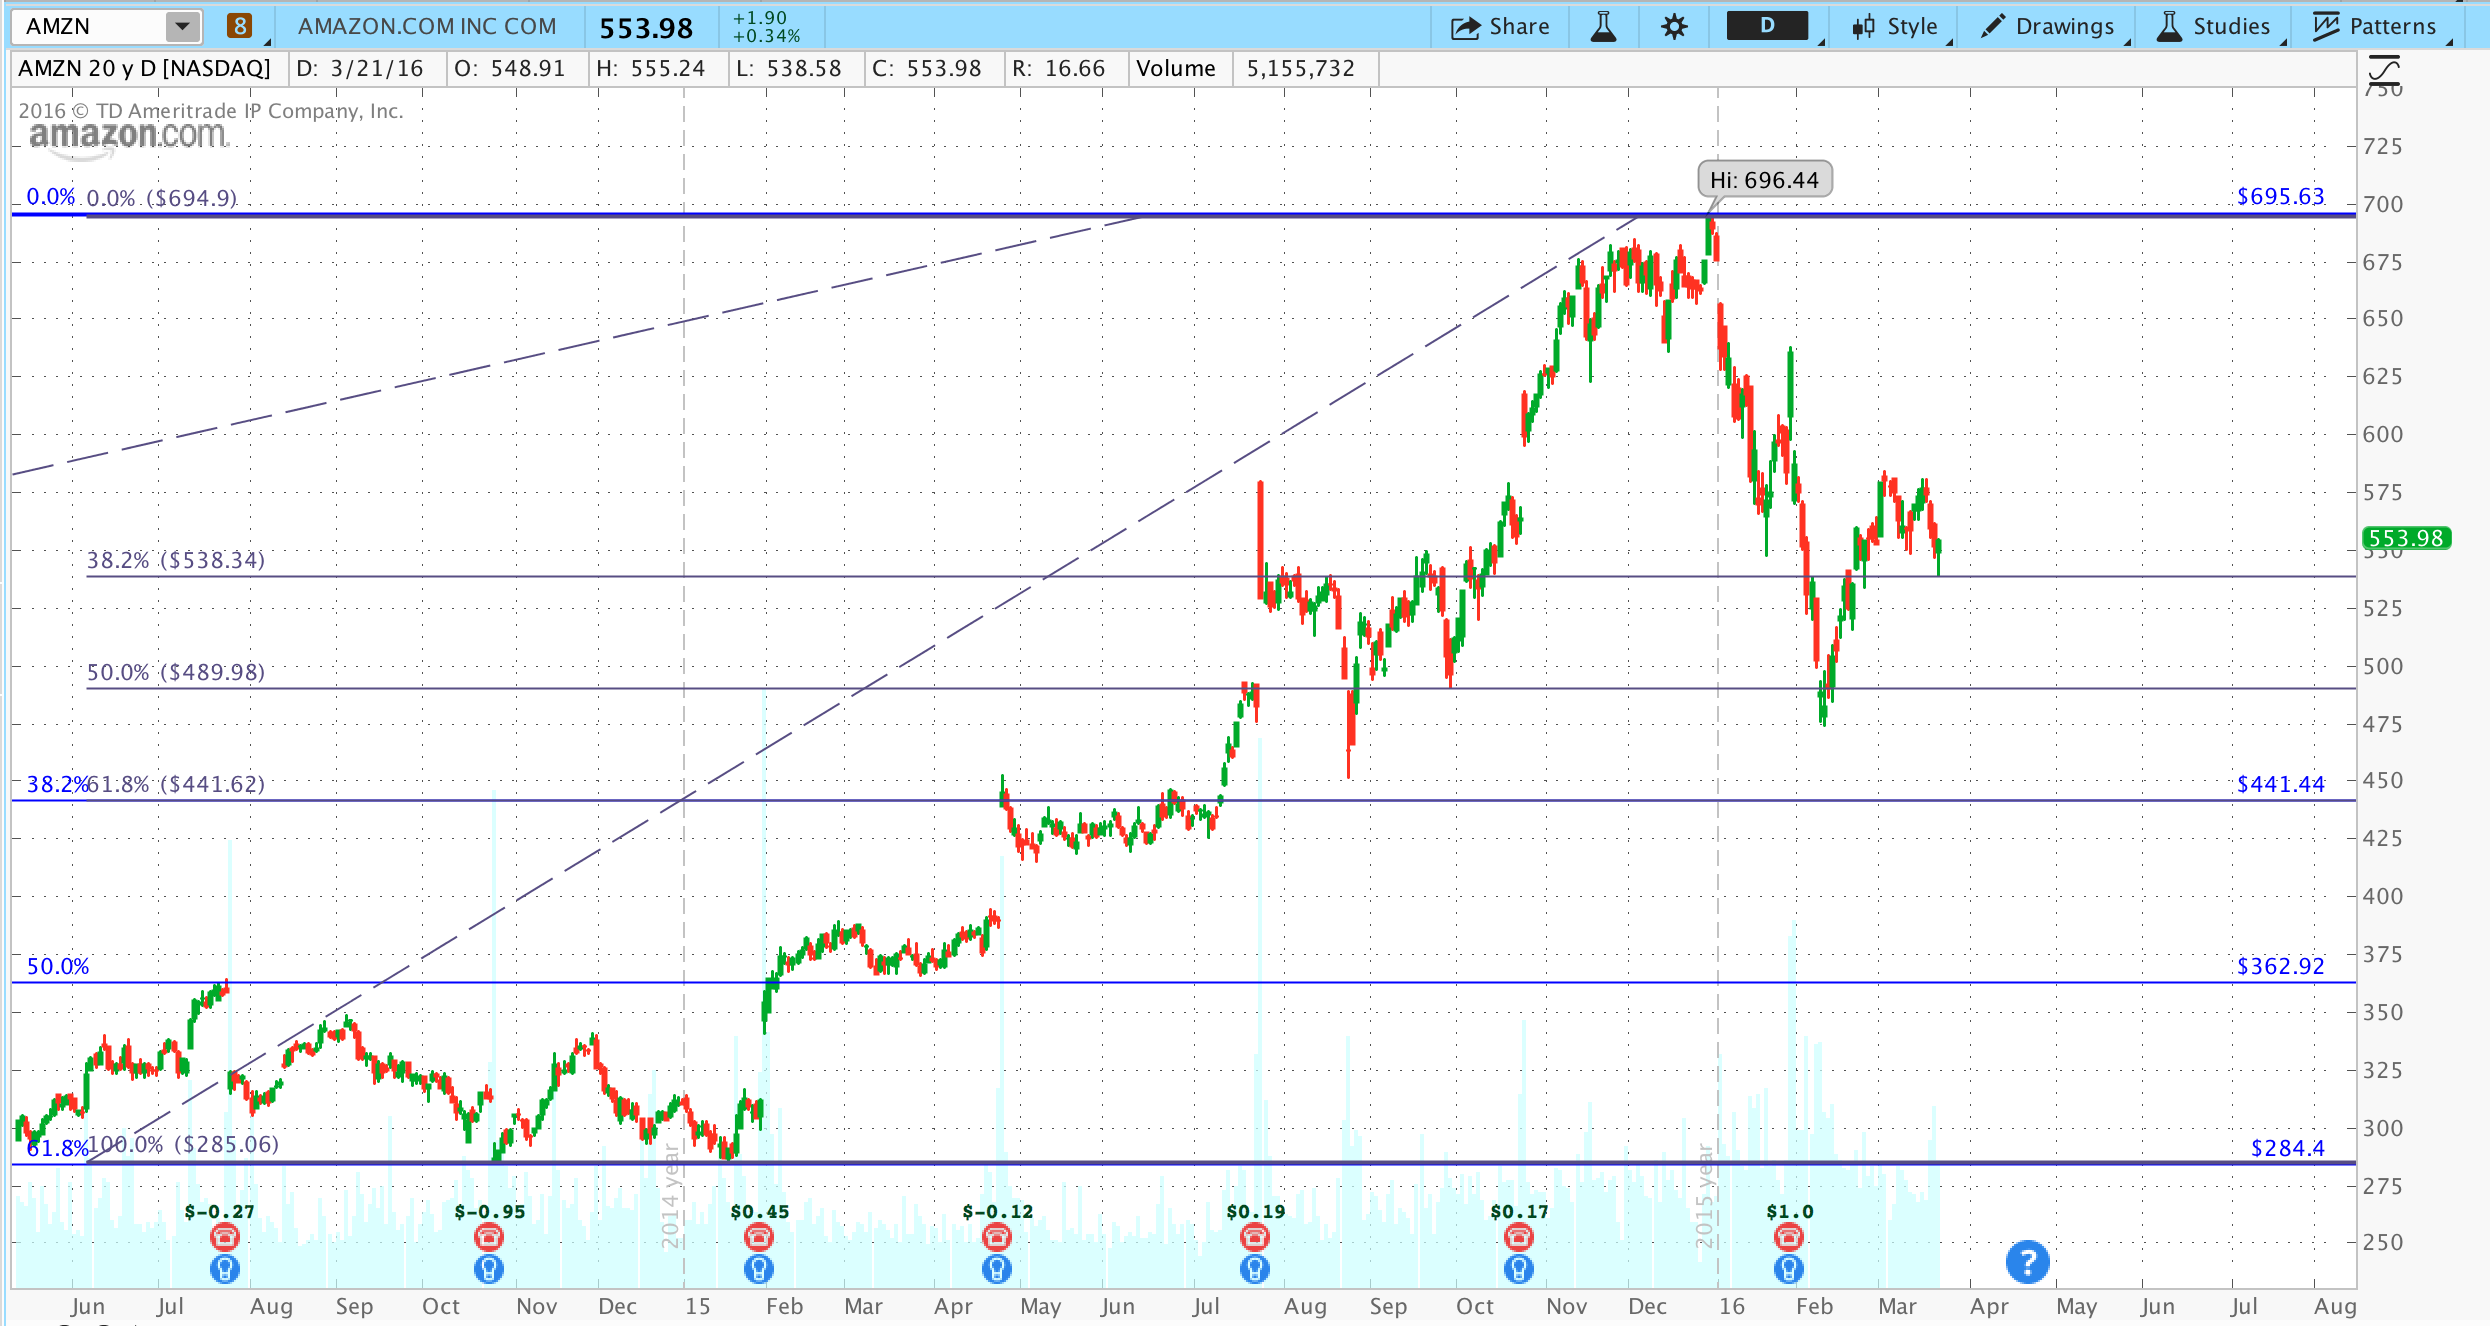 AMZN 8 AMAZON.COM INC COM 553.98 +1.90 +0.34% Share D Style Drawings Studies Patterns
AMZN 20 y D [NASDAQ] D: 3/21/16 O: 548.91 H: 555.24 L: 538.58 C: 553.98 R: 16.66 Volume 5,155,732
2016 © TD Ameritrade IP Company, Inc.
amazon.com
750
725
Hi: 696.44
0.0% 0.0% ($694.9) $695.63
700
675
650
625
600
575
553.98
550
38.2% ($538.34)
525
50.0% ($489.98)
500
475
38.2% 61.8% ($441.62) $441.44
450
425
400
375
50.0% $362.92
350
325
300
61.8% 100.0% ($285.06) $284.4
275
250
2014 year
2015 year
$-0.27 $-0.95 $0.45 $-0.12 $0.19 $0.17 $1.0
?
Jun Jul Aug Sep Oct Nov Dec 15 Feb Mar Apr May Jun Jul Aug Sep Oct Nov Dec 16 Feb Mar Apr May Jun Jul Aug